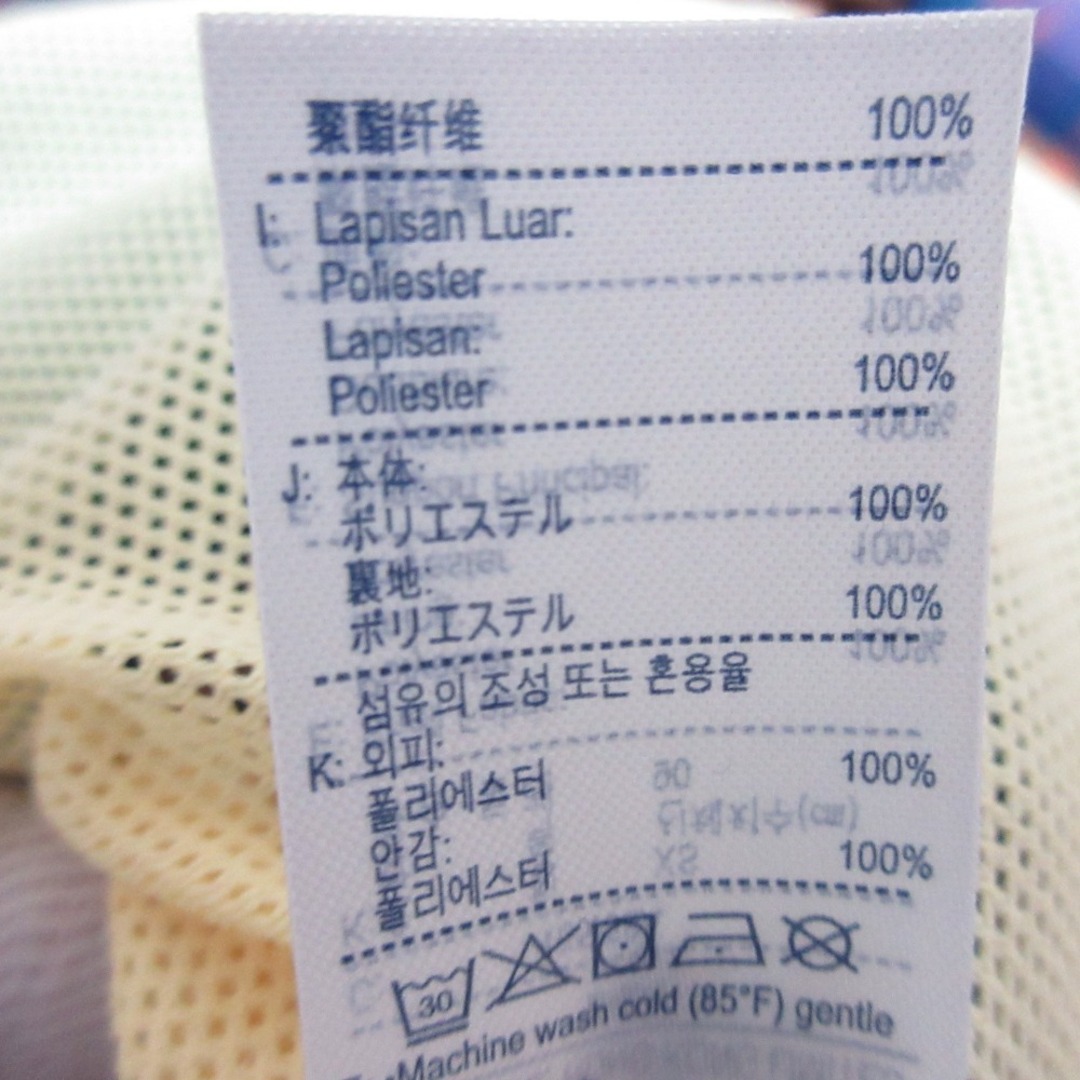 聚酯纤维 100%
I: Lapisan Luar:
Poliester 100%
Lapisan:
Poliester 100%
J: 本体:
ポリエステル 100%
裏地:
ポリエステル 100%
섬유의 조성 또는 혼용율
K: 외피:
폴리에스터 100%
안감:
폴리에스터 100%
30
Machine wash cold (85°F) gentle